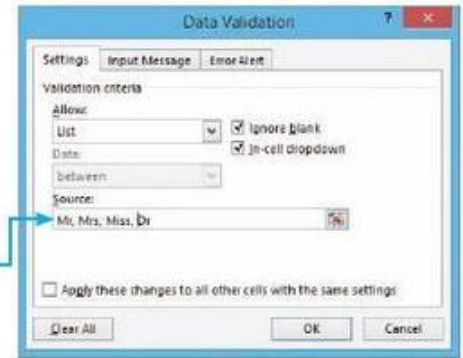 Data Validation ?
Settings Input Message Error Alert
Validation criteria
Allow:
List Ignore blank
In-cell dropdown
Data:
between
Source:
Mr, Mrs, Miss, Dr
Apply these changes to all other cells with the same settings
Clear All OK Cancel